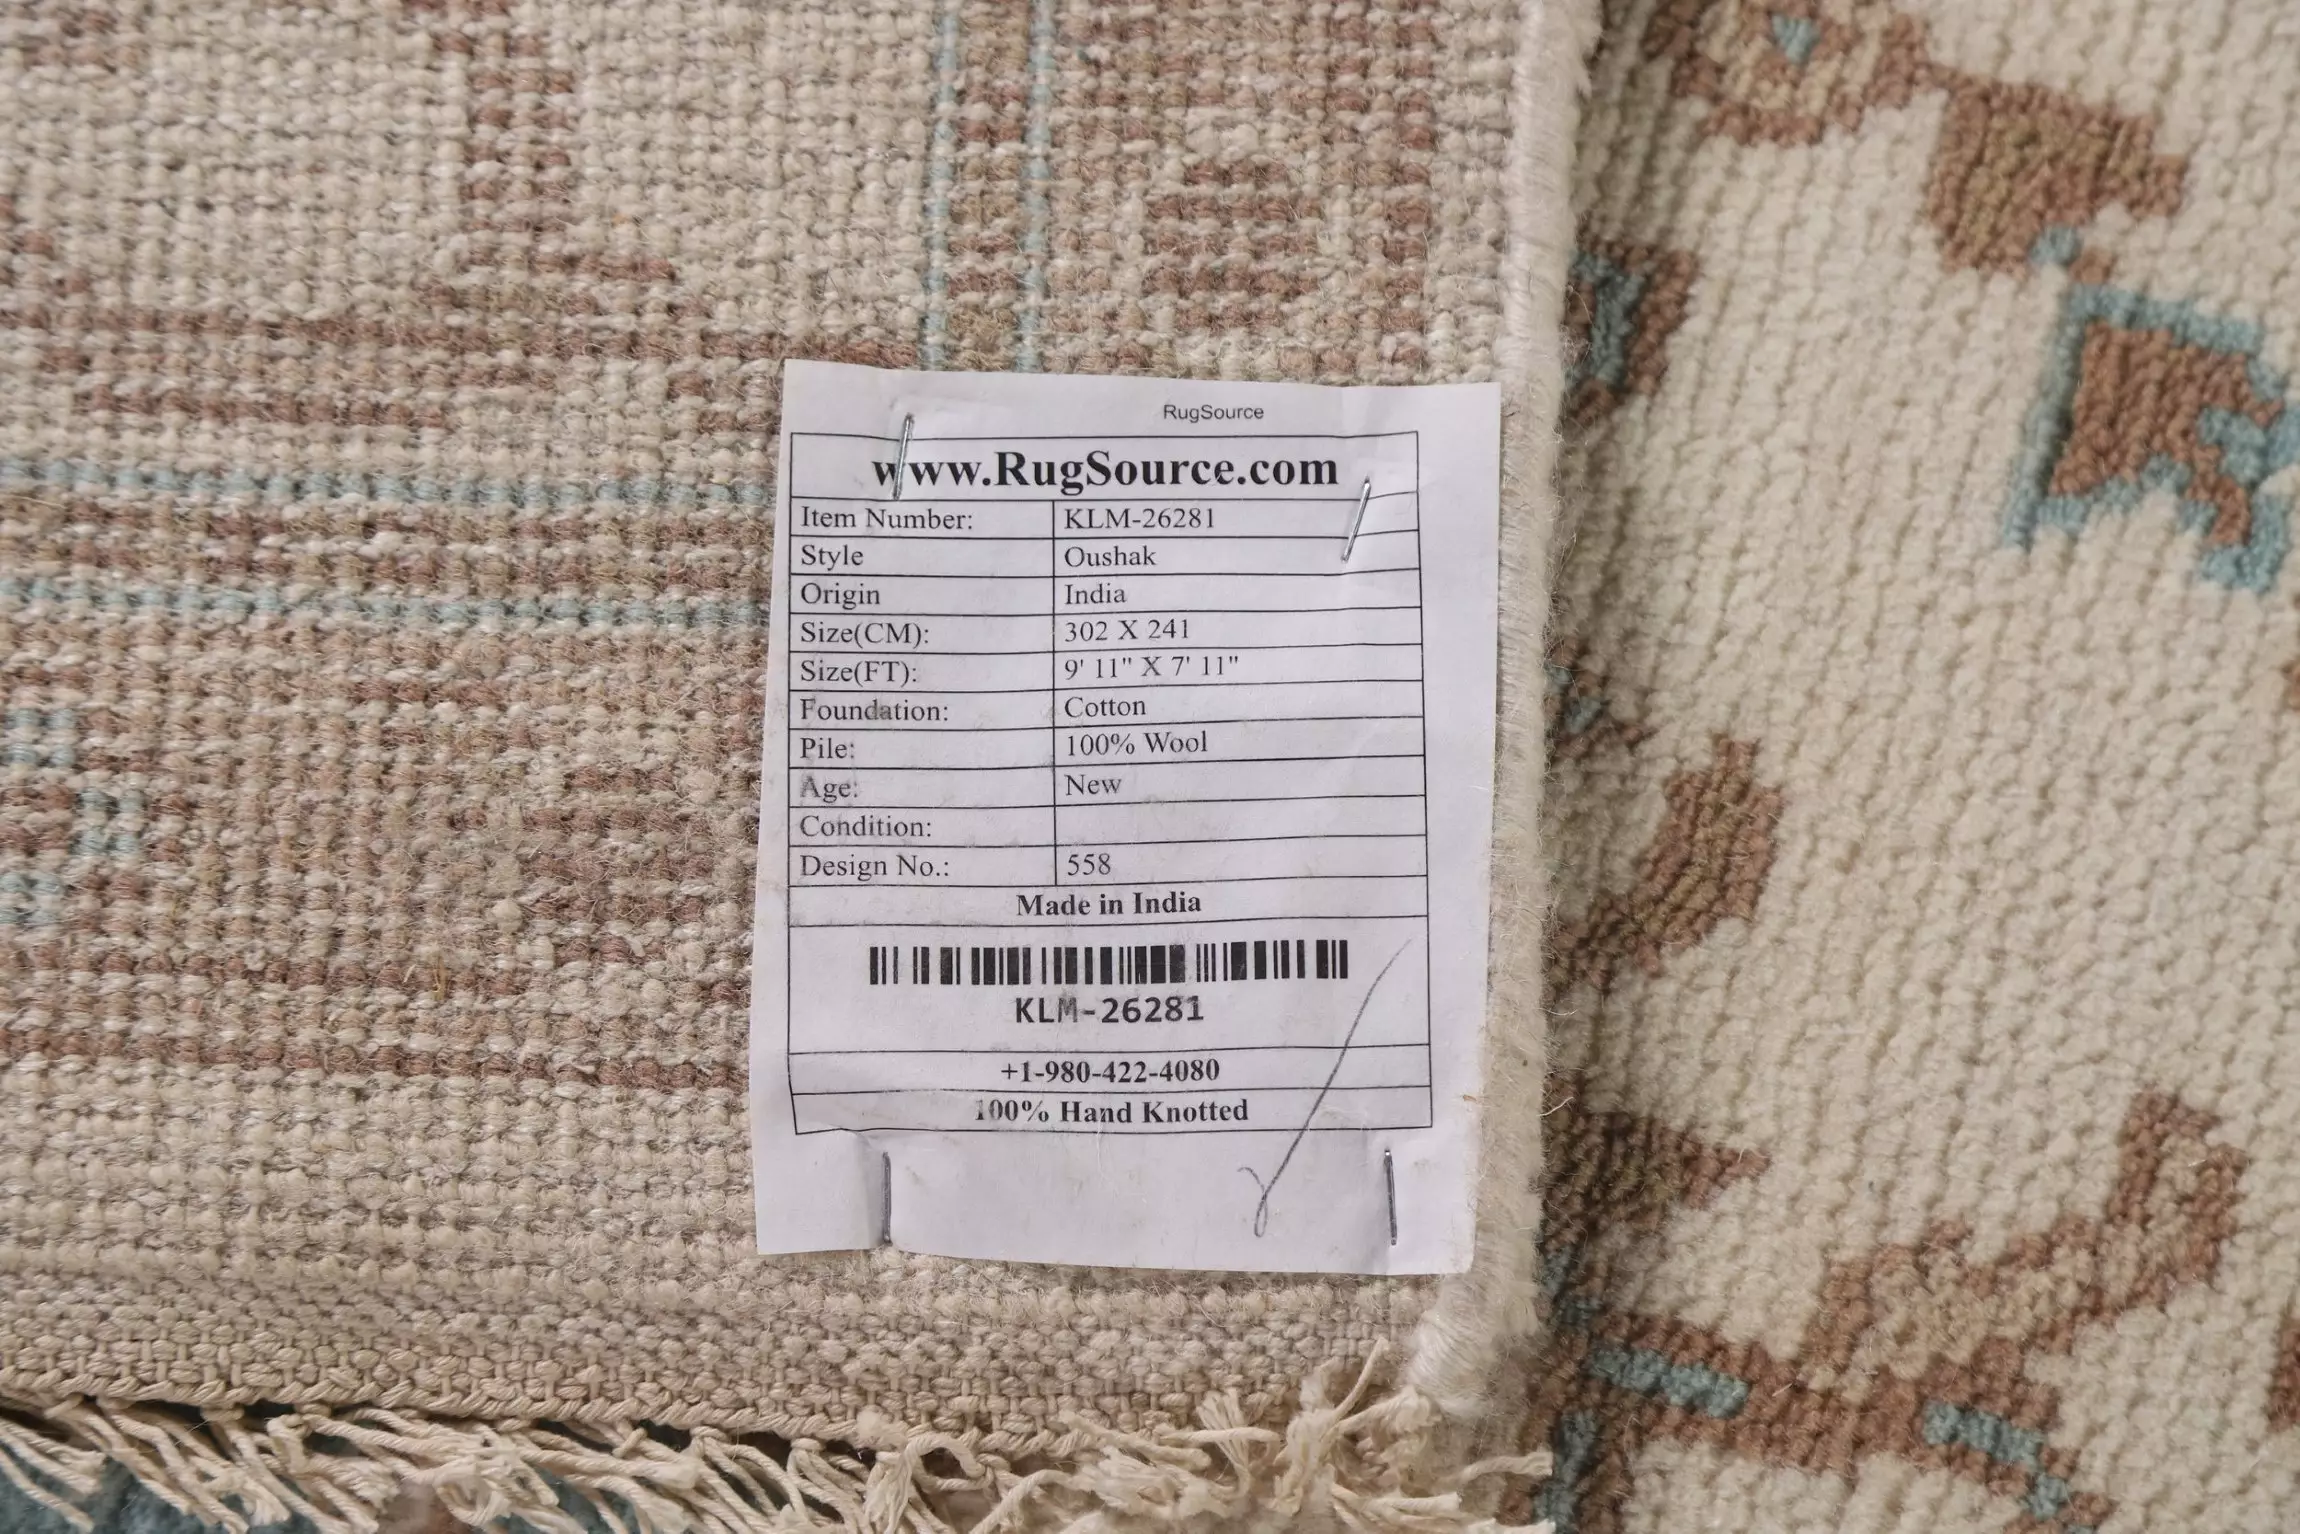 RugSource
www.RugSource.com
Item Number: KLM-26281
Style Oushak
Origin India
Size(CM): 302 X 241
Size(FT): 9' 11" X 7' 11"
Foundation: Cotton
Pile: 100% Wool
Age: New
Condition:
Design No.: 558
Made in India
KLM-26281
+1-980-422-4080
100% Hand Knotted